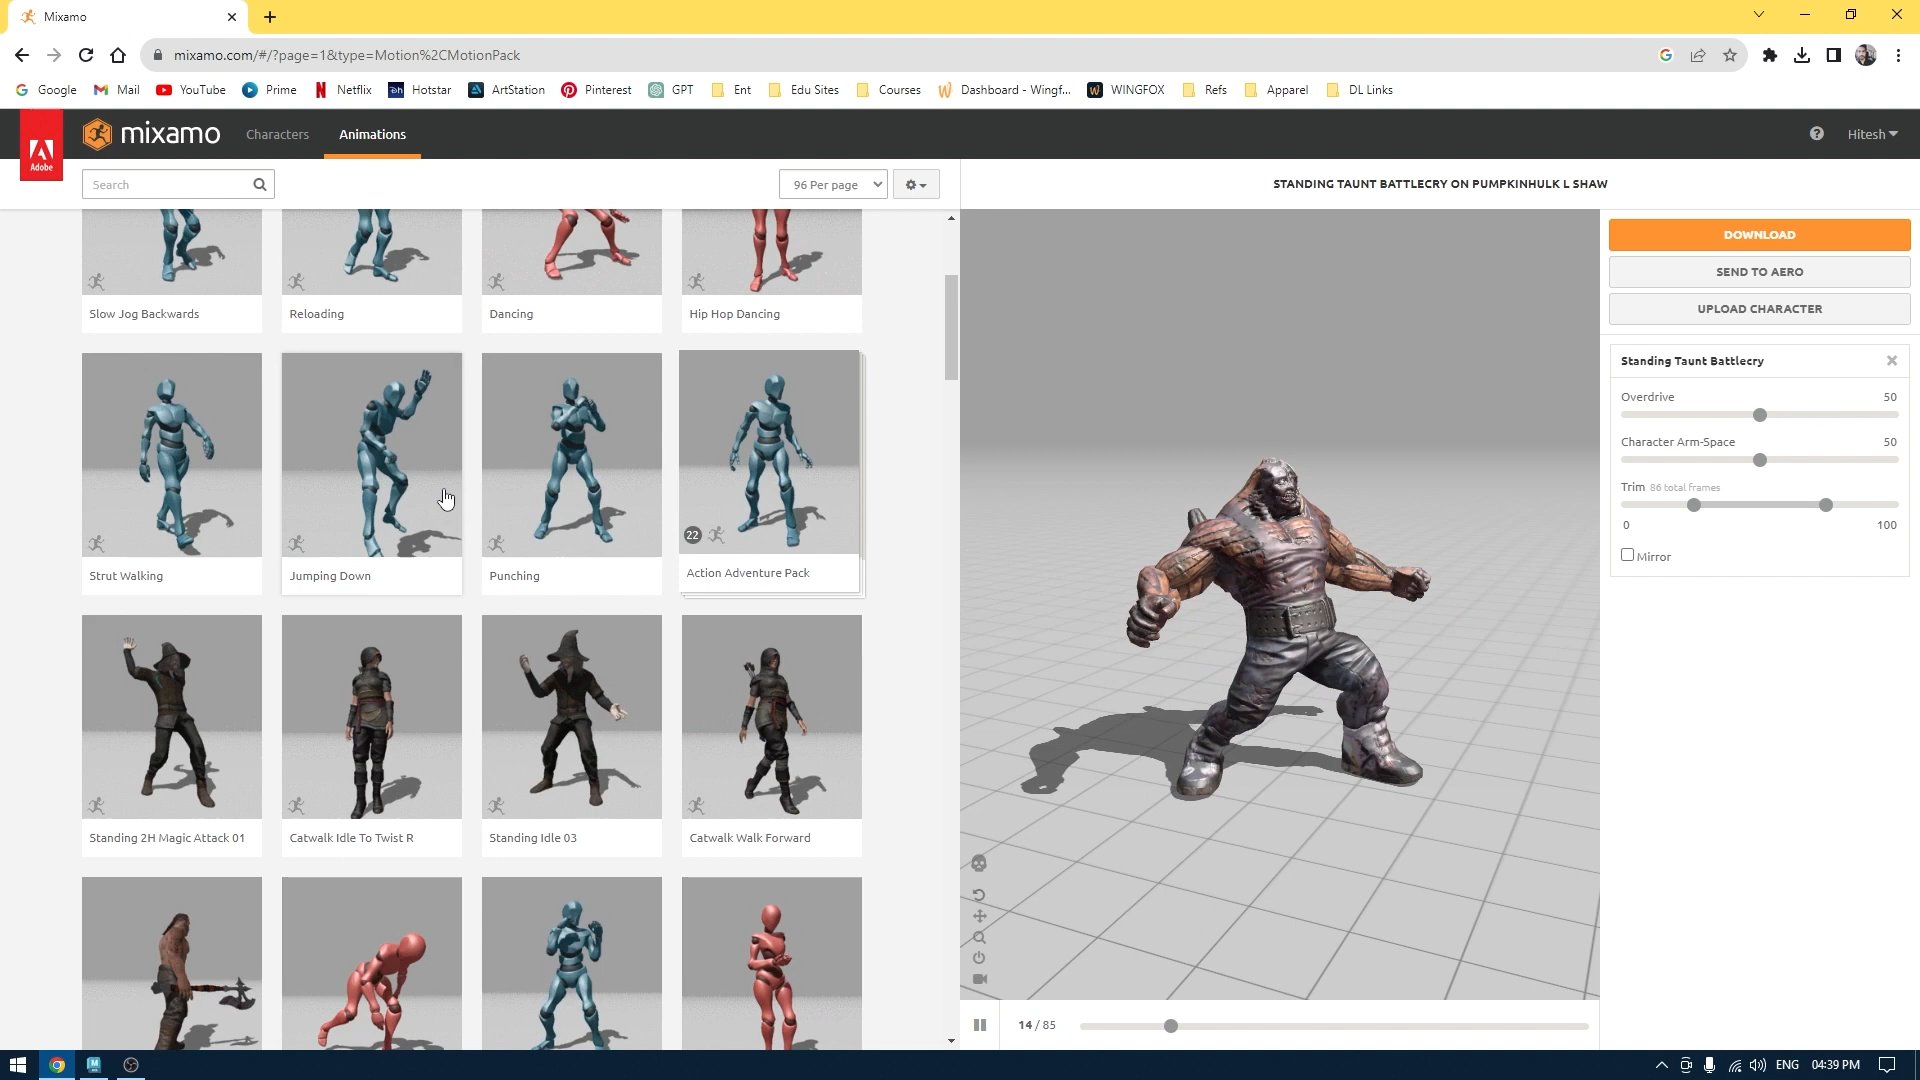 Mixamo
mixamo.com/#/?page=1&type=Motion%2CMotionPack
Google Mail YouTube Prime Netflix Hotstar ArtStation Pinterest GPT Ent Edu Sites Courses Dashboard - Wingf... WINGFOX Refs Apparel DL Links
Adobe
mixamo Characters Animations Hitesh
Search 96 Per page
STANDING TAUNT BATTLECRY ON PUMPKINHULK L SHAW
Slow Jog Backwards Reloading Dancing Hip Hop Dancing
22
Strut Walking Jumping Down Punching Action Adventure Pack
Standing 2H Magic Attack 01 Catwalk Idle To Twist R Standing Idle 03 Catwalk Walk Forward
DOWNLOAD
SEND TO AERO
UPLOAD CHARACTER
Standing Taunt Battlecry
Overdrive 50
Character Arm-Space 50
Trim 86 total frames
0 100
Mirror
14 / 85
ENG 04:39 PM